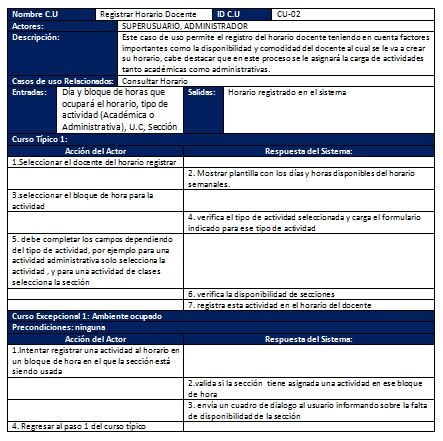 Nombre C.U Registrar Horario Docente ID C.U CU-02
Actores: SUPERUSUARIO, ADMINISTRADOR
Descripción: Este caso de uso permite el registro del horario docente teniendo en cuenta factores
importantes como la disponibilidad y comodidad del docente al cual se le va a crear
su horario, cabe destacar que en este proceso se le asignará la carga de actividades
tanto académicas como administrativas.
Casos de uso Relacionados: Consultar Horario
Entradas: Día y bloque de horas que Salidas: Horario registrado en el sistema
ocupará el horario, tipo de
actividad (Académica o
Administrativa), U.C, Sección
Curso Típico 1:
Acción del Actor Respuesta del Sistema:
1.Seleccionar el docente del horario registrar
2. Mostrar plantilla con los días y horas disponibles del horario
semanales.
3.seleccionar el bloque de hora para la
actividad
4. verifica el tipo de actividad seleccionada y carga el formulario
indicado para ese tipo de actividad
5. debe completar los campos dependiendo
del tipo de actividad, por ejemplo para una
actividad administrativa solo selecciona la
actividad , y para una actividad de clases
selecciona la sección
6. verifica la disponibilidad de secciones
7. registra esta actividad en el horario del docente
Curso Excepcional 1: Ambiente ocupado
Precondiciones: ninguna
Acción del Actor Respuesta del Sistema:
1.Intentar registrar una actividad al horario en
un bloque de hora en el que la sección está
siendo usada
2.valida si la sección tiene asignada una actividad en ese bloque
de hora
3. envía un cuadro de dialogo al usuario informando sobre la falta
de disponibilidad de la sección
4. Regresar al paso 1 del curso típico